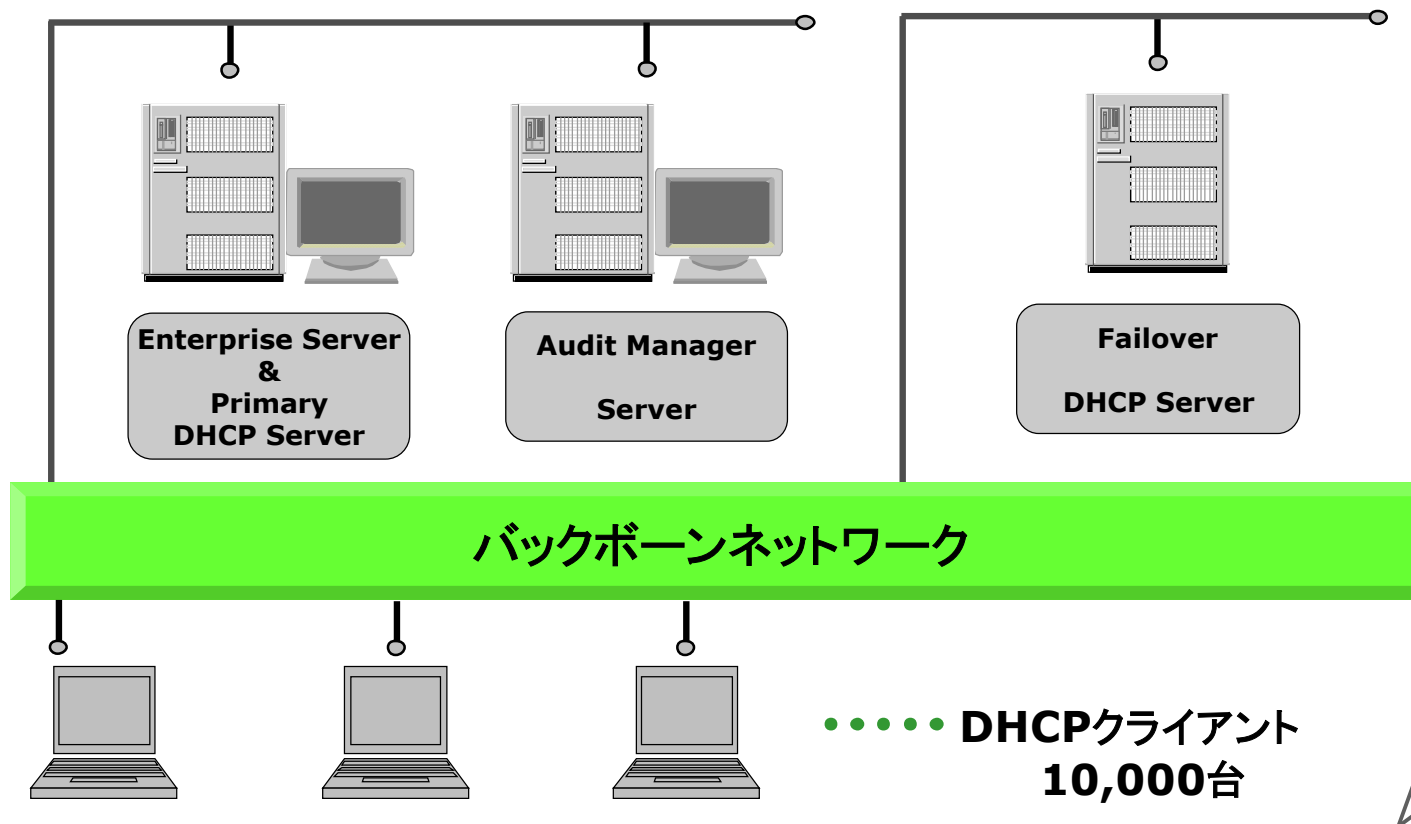 Enterprise Server
&
Primary
DHCP Server
Audit Manager
Server
Failover
DHCP Server
バックボーンネットワーク
・・・・・DHCPクライアント
10,000台